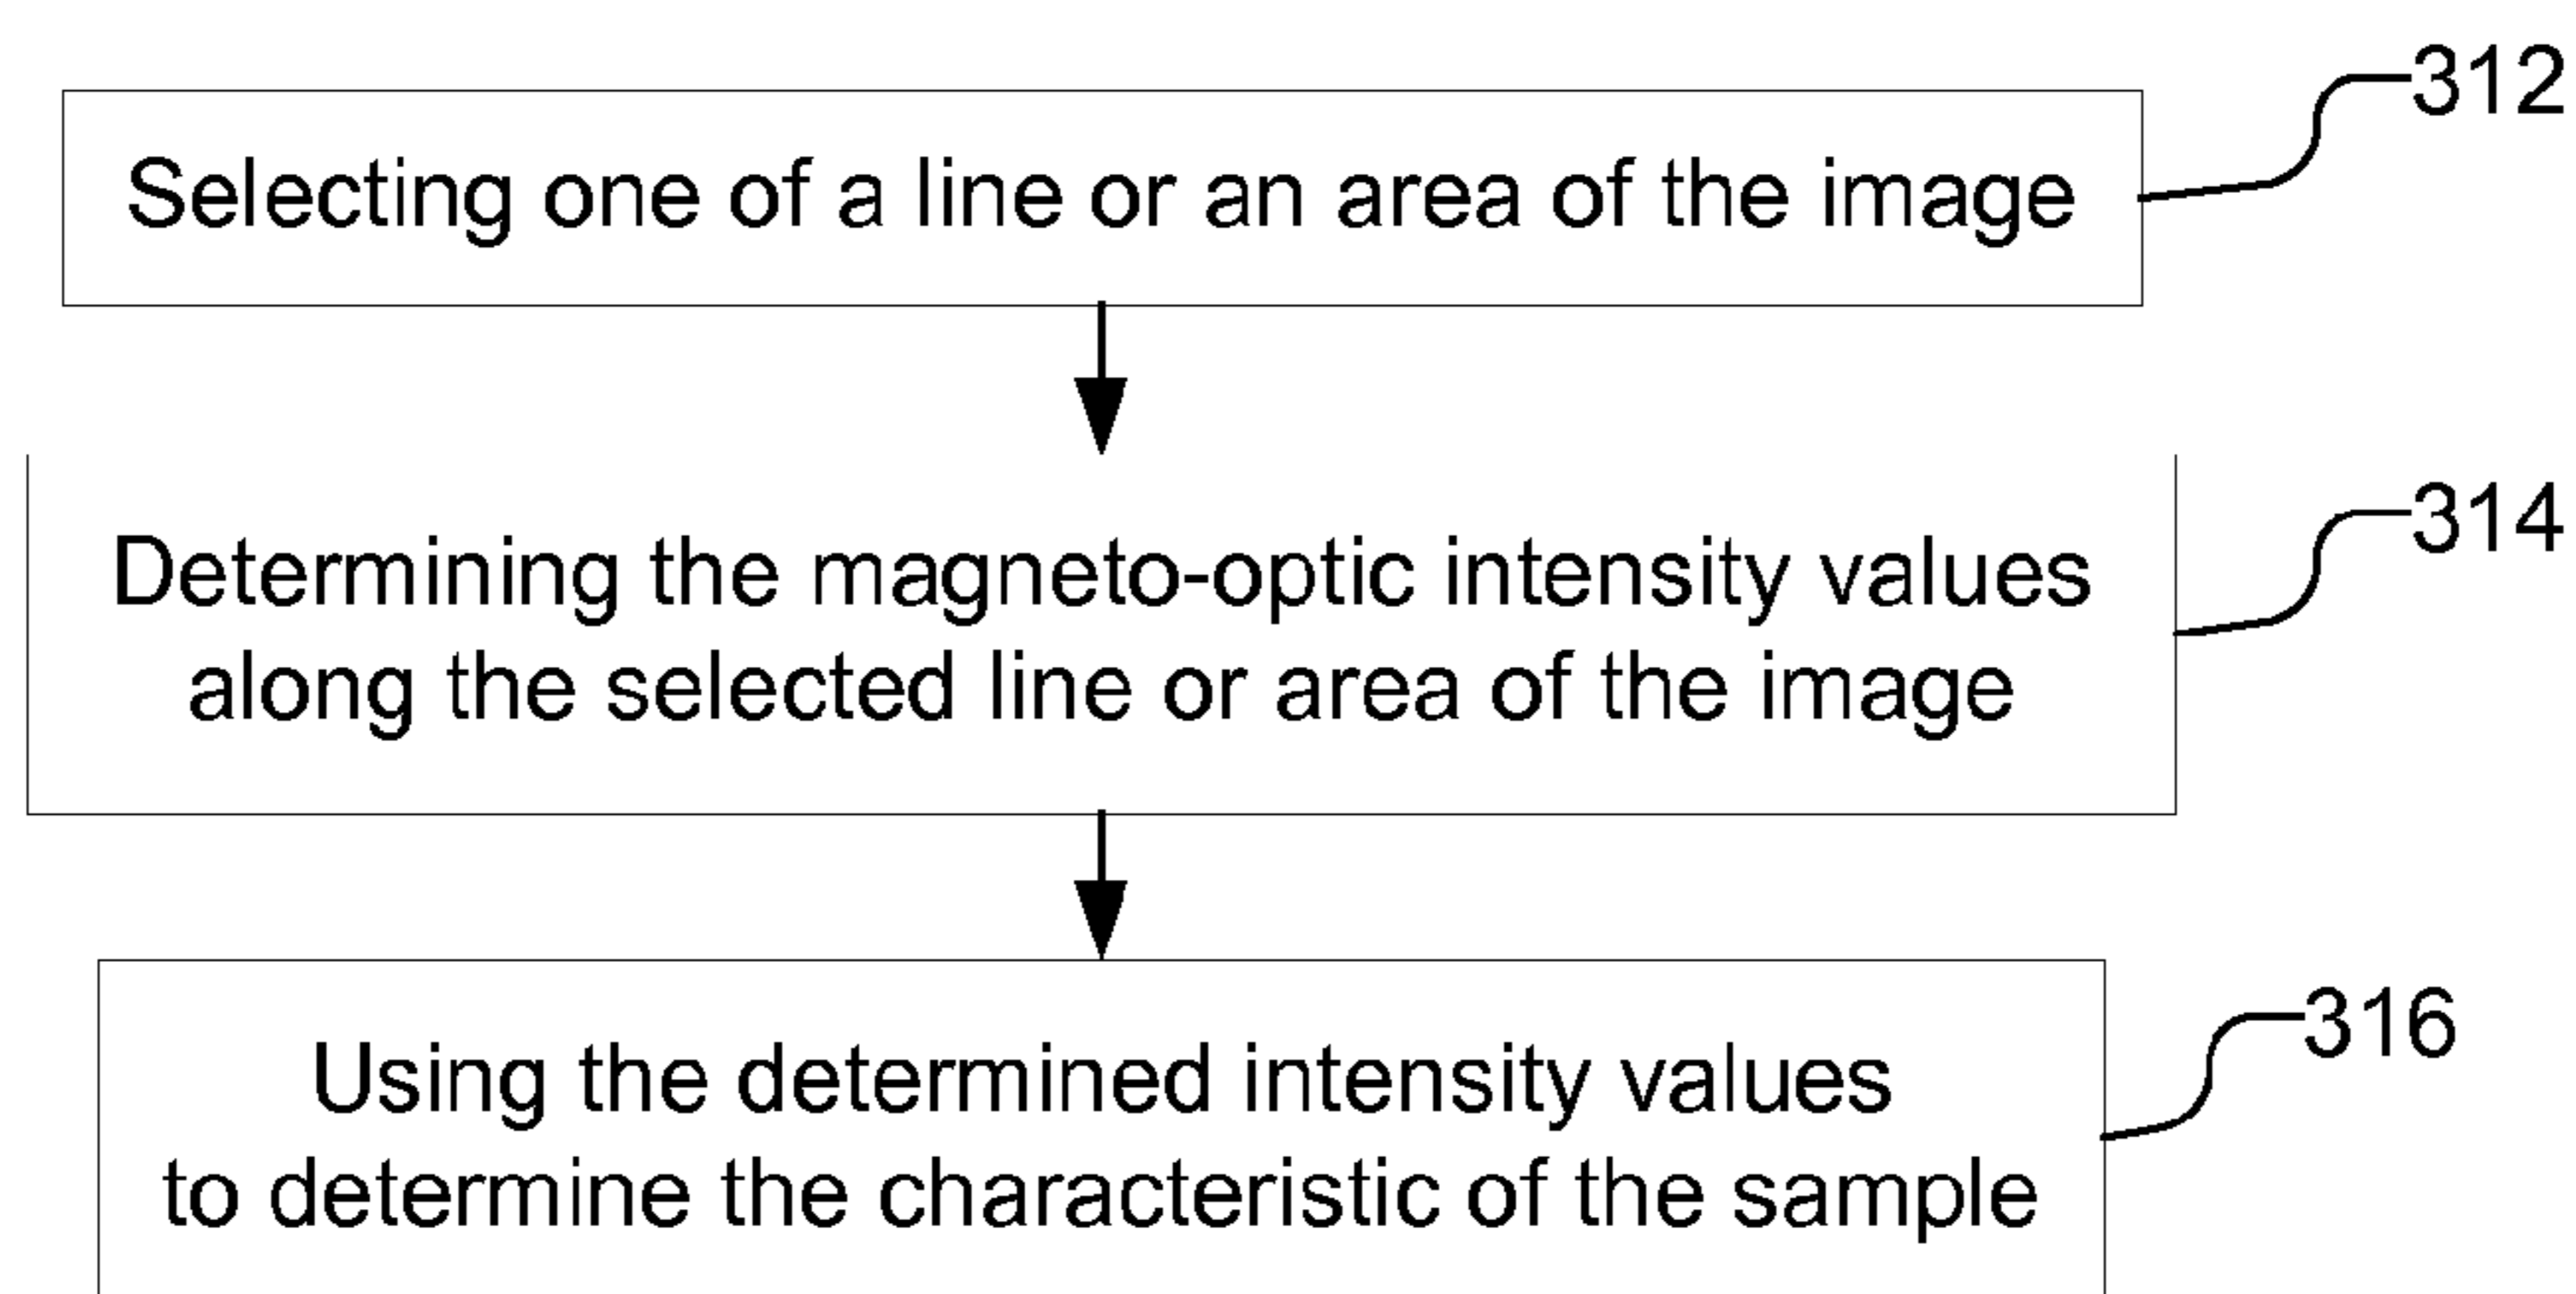 312
Selecting one of a line or an area of the image
314
Determining the magneto-optic intensity values
along the selected line or area of the image
316
Using the determined intensity values
to determine the characteristic of the sample